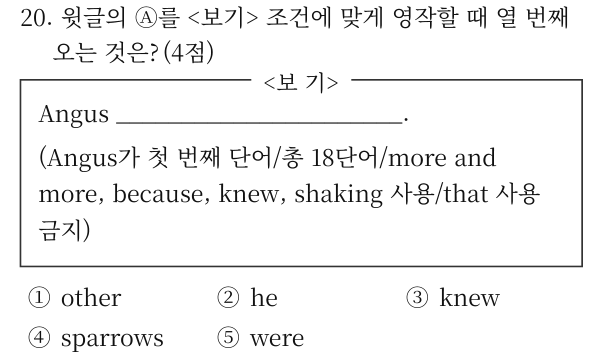 20. 윗글의 Ⓐ를 <보기> 조건에 맞게 영작할 때 열 번째
오는 것은?(4점)
<보 기>
Angus ______________________.
(Angus가 첫 번째 단어/총 18단어/more and
more, because, knew, shaking 사용/that 사용
금지)
① other ② he ③ knew
④ sparrows ⑤ were